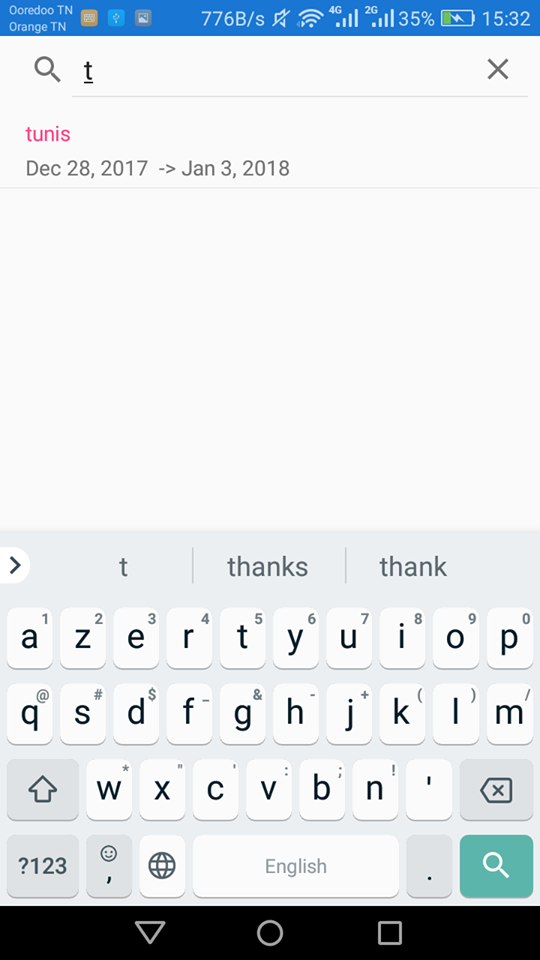 Ooredoo TN
Orange TN
776B/s 4G 2G 35% 15:32
t
tunis
Dec 28, 2017 -> Jan 3, 2018
t thanks thank
a 1 z 2 e 3 r 4 t 5 y 6 u 7 i 8 o 9 p 0
q @ s # d $ f _ g & h - j + k ( l ) m /
w * x " c ' v : b ; n ! '
?123 , English .